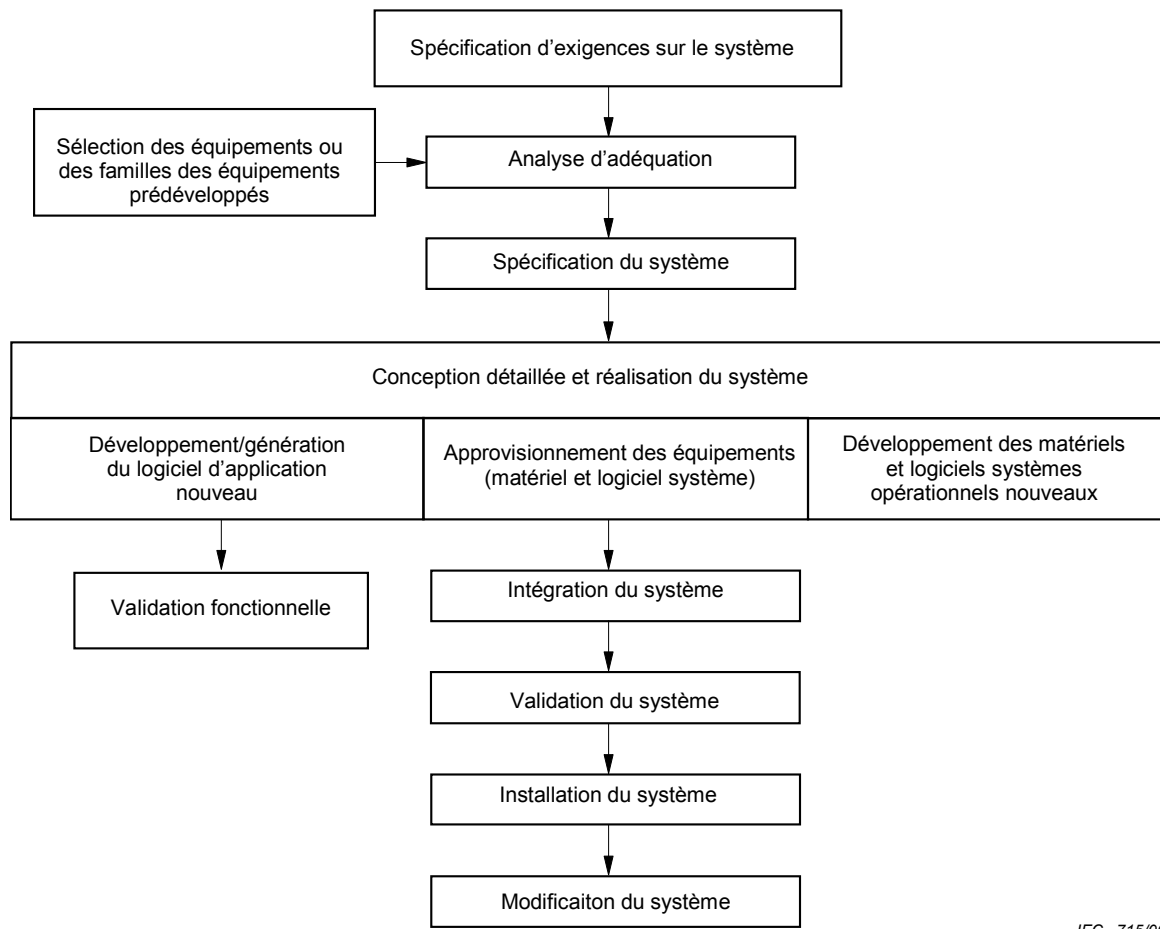 Spécification d'exigences sur le système
Sélection des équipements ou
des familles des équipements
prédéveloppés
Analyse d'adéquation
Spécification du système
Conception détaillée et réalisation du système
Développement/génération
du logiciel d'application
nouveau
Approvisionnement des équipements
(matériel et logiciel système)
Développement des matériels
et logiciels systèmes
opérationnels nouveaux
Validation fonctionnelle
Intégration du système
Validation du système
Installation du système
Modificaiton du système
IEC